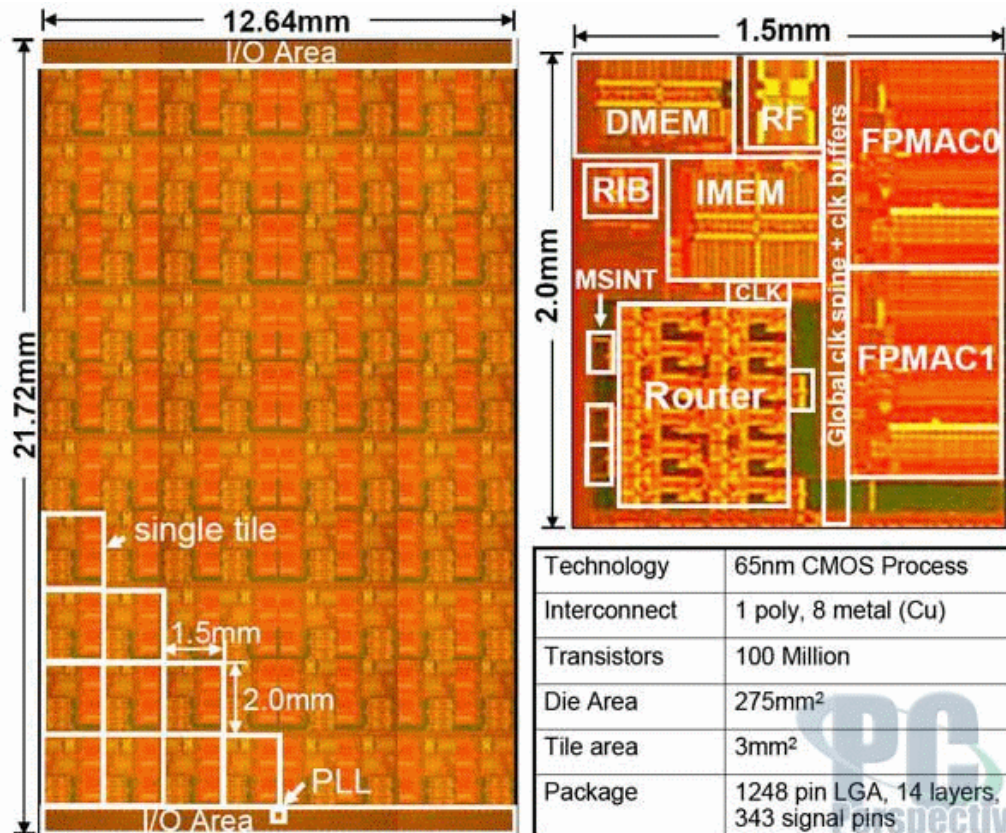 12.64mm
I/O Area
21.72mm
single tile
1.5mm
2.0mm
PLL
I/O Area
1.5mm
2.0mm
DMEM
RF
FPMAC0
RIB
IMEM
MSINT
CLK
Router
Global clk spine + clk buffers
FPMAC1
Technology 65nm CMOS Process
Interconnect 1 poly, 8 metal (Cu)
Transistors 100 Million
Die Area 275mm²
Tile area 3mm²
Package 1248 pin LGA, 14 layers,
343 signal pins
PC
Perspective